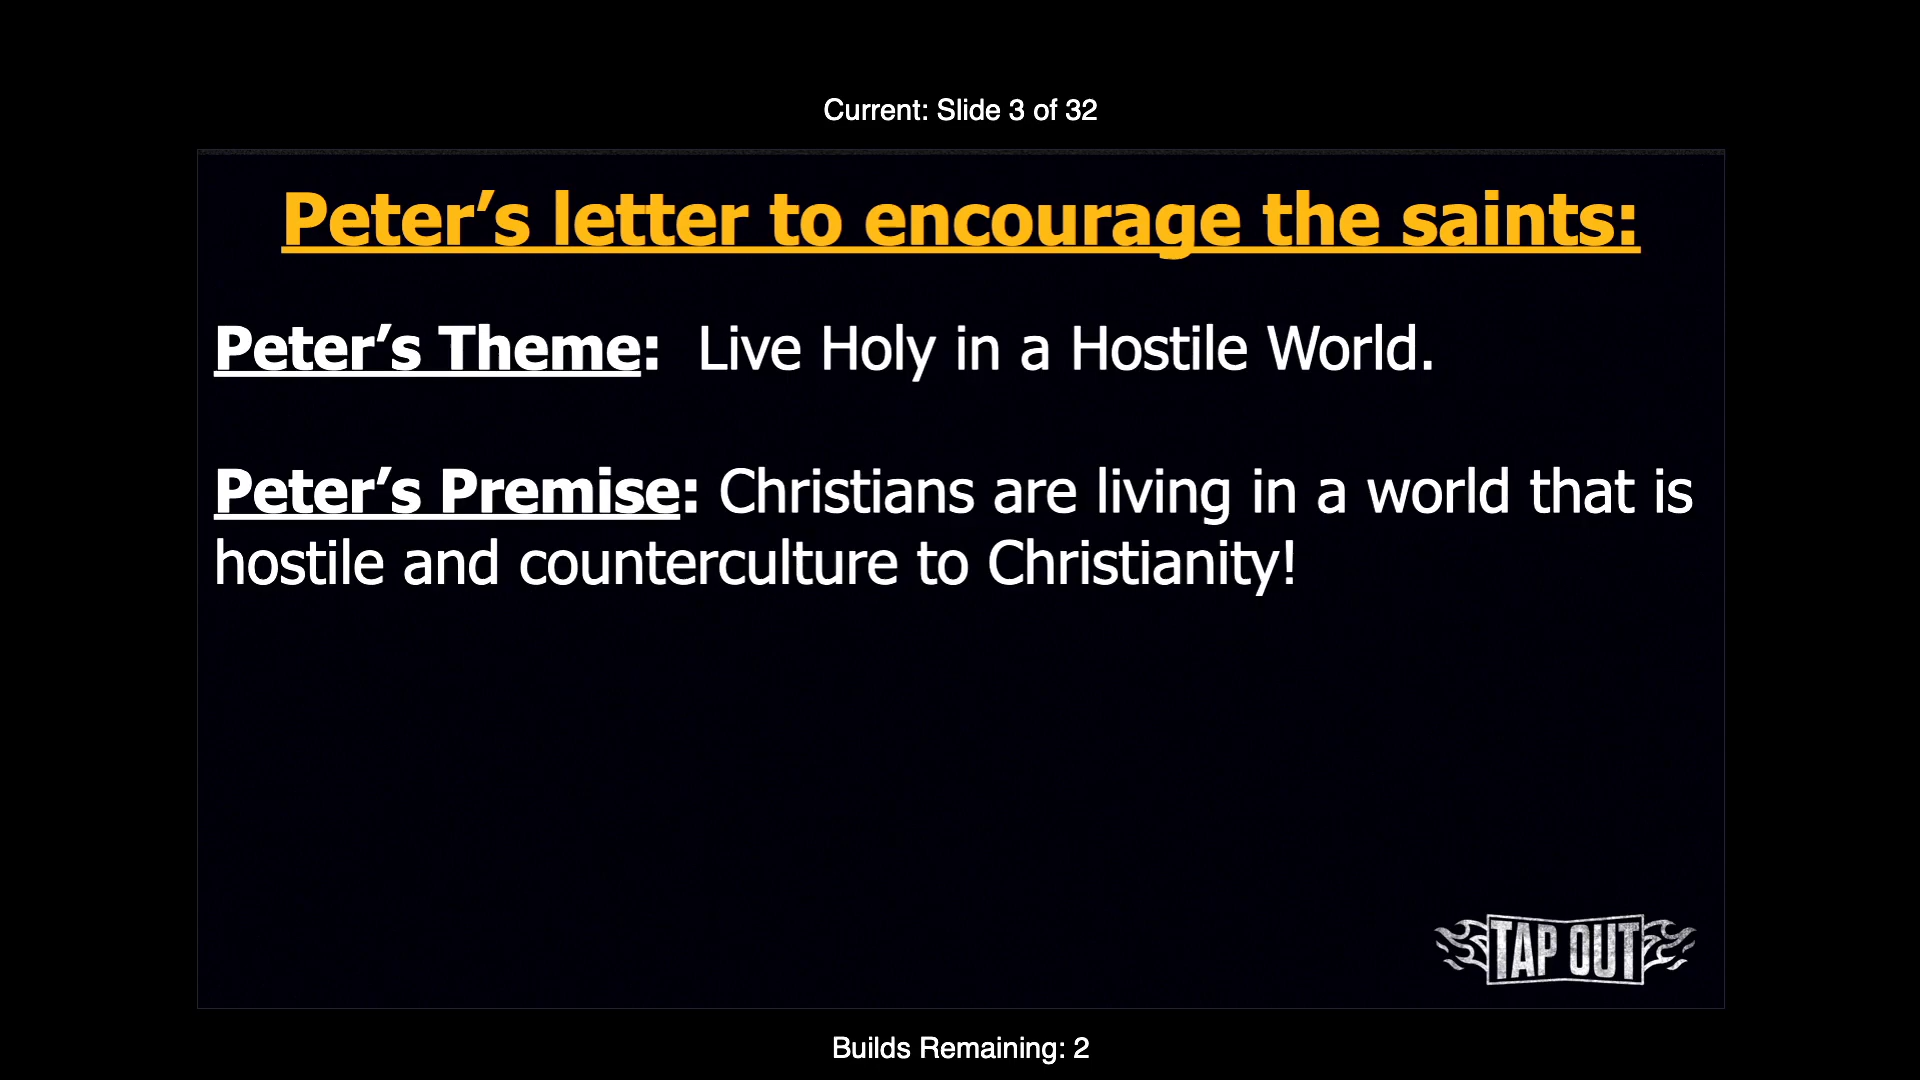 Current: Slide 3 of 32
Peter’s letter to encourage the saints:
Peter’s Theme:  Live Holy in a Hostile World.
Peter’s Premise: Christians are living in a world that is
hostile and counterculture to Christianity!
TAP OUT
Builds Remaining: 2